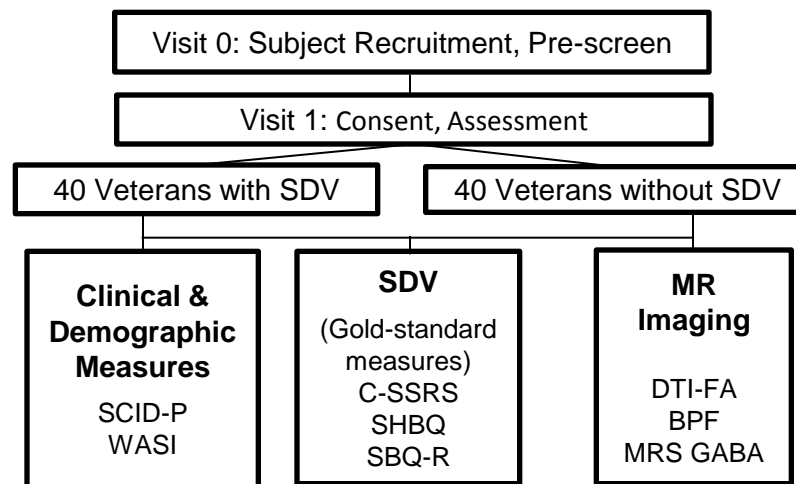 Visit 0: Subject Recruitment, Pre-screen
Visit 1: Consent, Assessment
40 Veterans with SDV
40 Veterans without SDV
Clinical &
Demographic
Measures
SCID-P
WASI
SDV
(Gold-standard
measures)
C-SSRS
SHBQ
SBQ-R
MR
Imaging
DTI-FA
BPF
MRS GABA